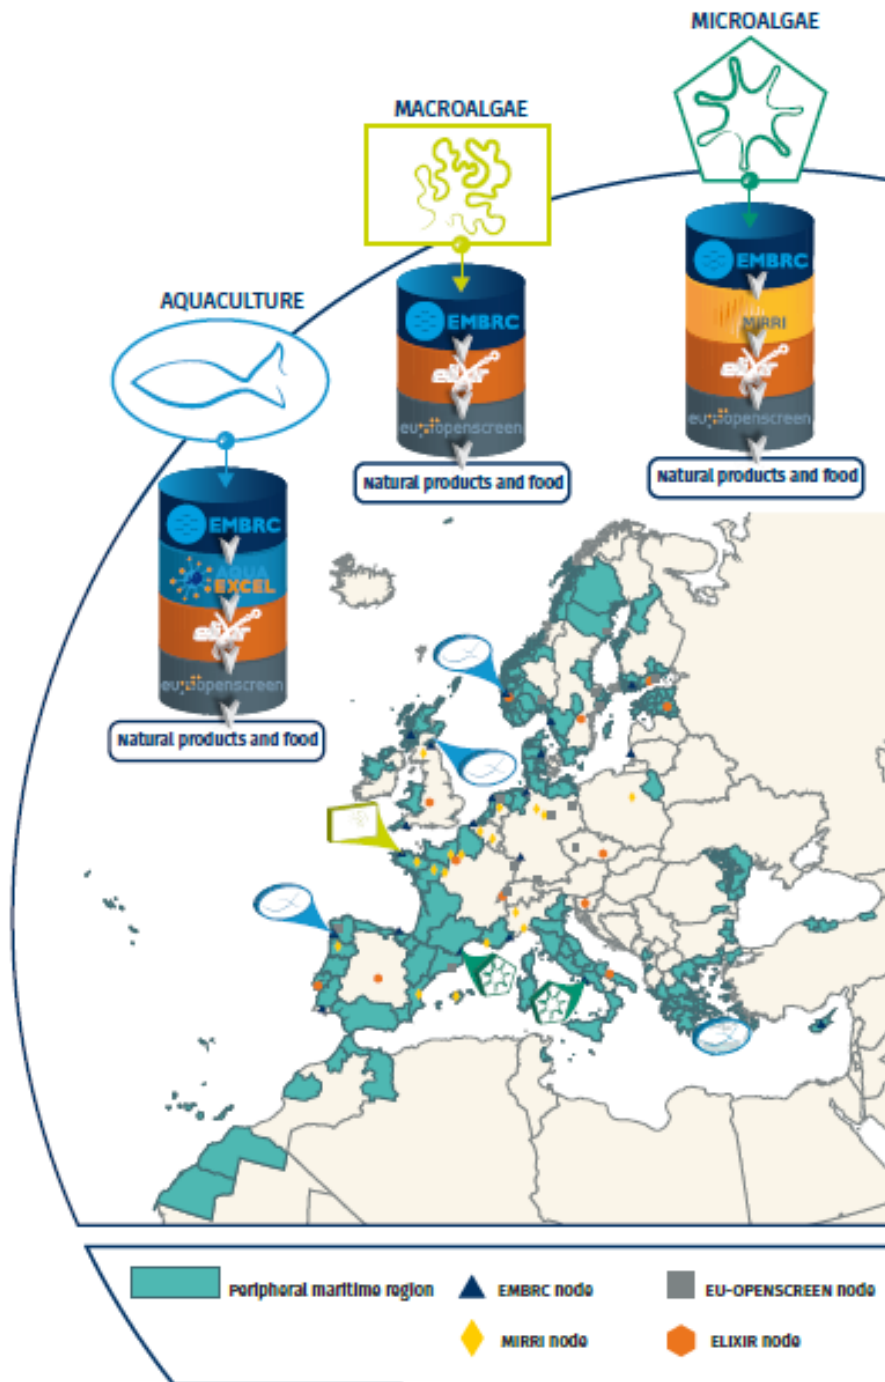 MICROALGAE
MACROALGAE
AQUACULTURE
EMBRC
MIRRI
elixir
eu-openscreen
Natural products and food
EMBRC
elixir
eu-openscreen
Natural products and food
EMBRC
AQUA
EXCEL
elixir
eu-openscreen
Natural products and food
Peripheral maritime region
EMBRC node
EU-OPENSCREEN node
MIRRI node
ELIXIR node